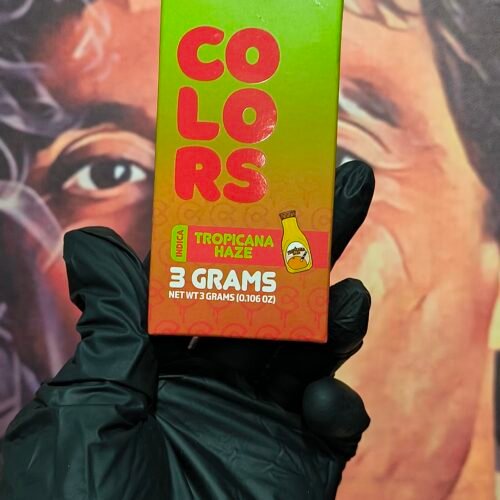 CO
LO
RS
INDICA
TROPICANA
HAZE
3 GRAMS
NET WT 3 GRAMS (0.106 OZ)